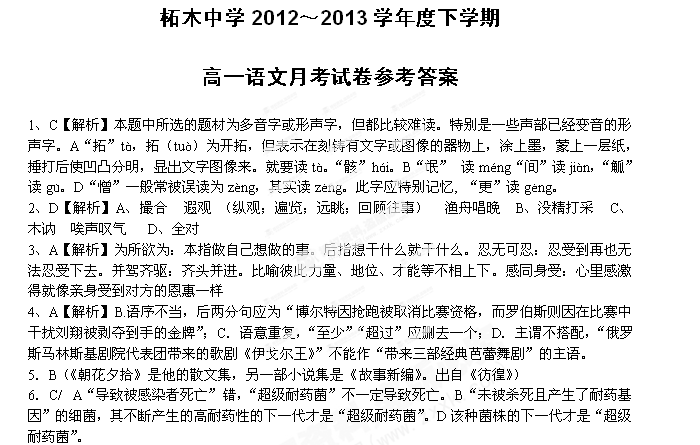 柘木中学 2012～2013 学年度下学期
高一语文月考试卷参考答案
1、C【解析】本题中所选的题材为多音字或形声字，但都比较难读。特别是一些声部已经变音的形
声字。A“拓”tà，拓（tuò）为开拓，但表示在刻铸有文字或图像的器物上，涂上墨，蒙上一层纸，
捶打后使凹凸分明，显出文字图像来。就要读 tà。“骸”hái。B“氓” 读 méng“间”读 jiàn，“觚”
读 gū。D“憎”一般常被误读为 zèng，其实读 zēng。此字应特别记忆，“更”读 gēng。
2、D【解析】A、撮合 遐观 （纵观；遍览；远眺；回顾往事） 渔舟唱晚 B、没精打采 C、
木讷 唉声叹气 D、全对
3、A【解析】为所欲为：本指做自己想做的事。后指想干什么就干什么。忍无可忍：忍受到再也无
法忍受下去。并驾齐驱：齐头并进。比喻彼此力量、地位、才能等不相上下。感同身受：心里感激
得就像亲身受到对方的恩惠一样
4、A【解析】B.语序不当，后两分句应为“博尔特因抢跑被取消比赛资格，而罗伯斯则因在比赛中
干扰刘翔被剥夺到手的金牌”；C．语意重复，“至少”“超过”应删去一个；D．主谓不搭配，“俄罗
斯马林斯基剧院代表团带来的歌剧《伊戈尔王》”不能作“带来三部经典芭蕾舞剧”的主语。
5．B（《朝花夕拾》是他的散文集，另一部小说集是《故事新编》。出自《彷徨》）
6．C/ A“导致被感染者死亡”错，“超级耐药菌”不一定导致死亡。B“未被杀死且产生了耐药基
因”的细菌，其不断产生的高耐药性的下一代才是“超级耐药菌”。D 该种菌株的下一代才是“超级
耐药菌”。